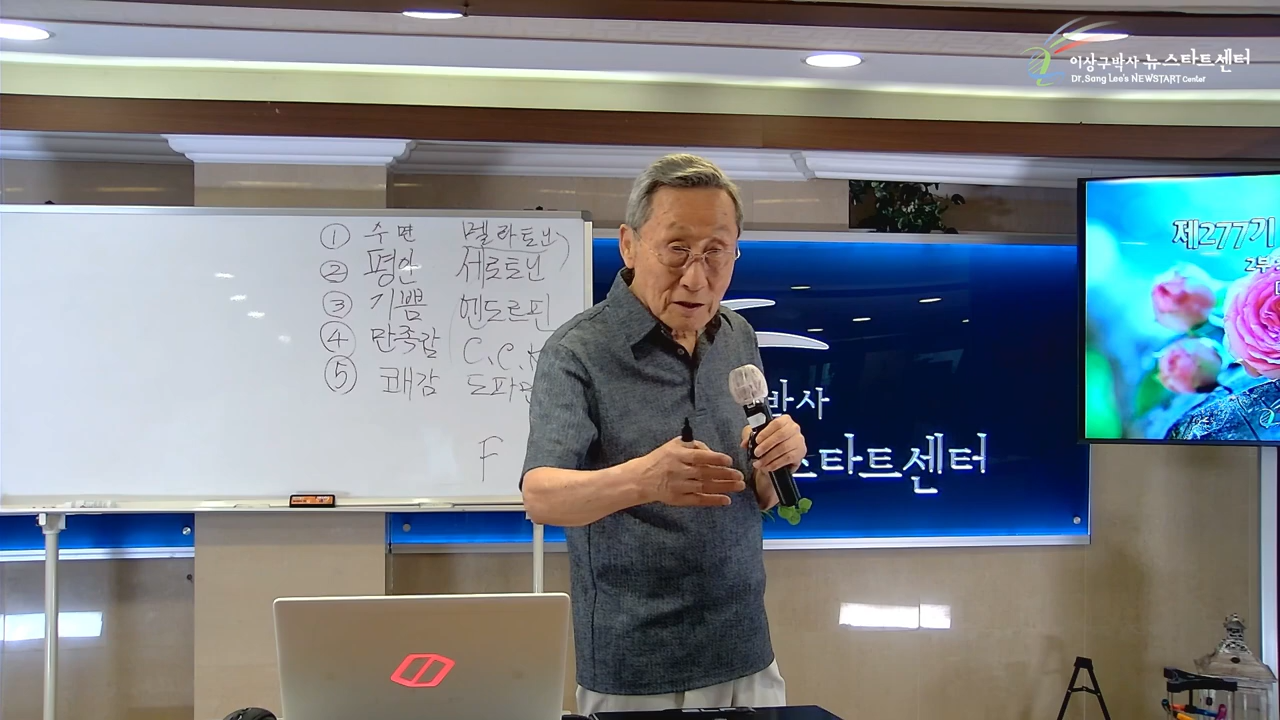 이상구박사 뉴스타트센터
Dr. Sang Lee's NEWSTART Center
① 수면 멜라토닌
② 평안 세로토닌
③ 기쁨 엔도르핀
④ 만족감 C.C.
⑤ 쾌감 도파민
F
박사
스타트센터
제277기
2부